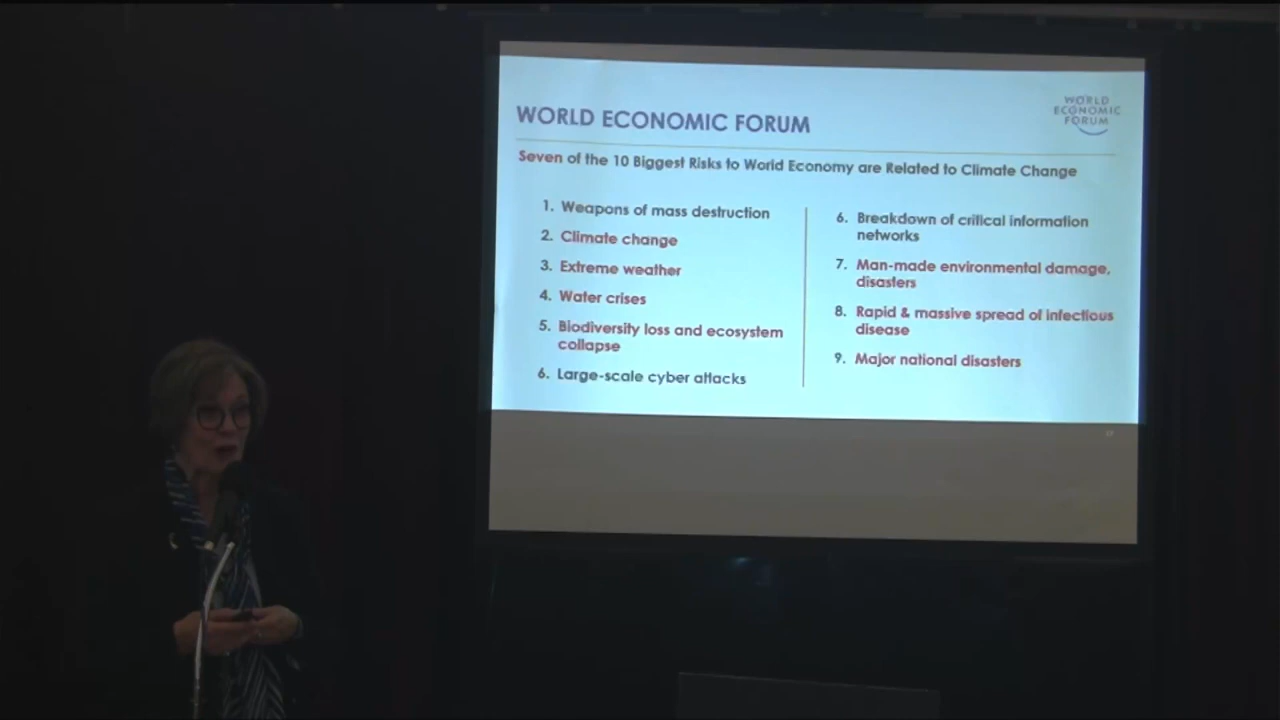 WORLD ECONOMIC FORUM
WORLD
ECONOMIC
FORUM
Seven of the 10 Biggest Risks to World Economy are Related to Climate Change
1. Weapons of mass destruction
2. Climate change
3. Extreme weather
4. Water crises
5. Biodiversity loss and ecosystem
collapse
6. Large-scale cyber attacks
6. Breakdown of critical information
networks
7. Man-made environmental damage,
disasters
8. Rapid & massive spread of infectious
disease
9. Major national disasters